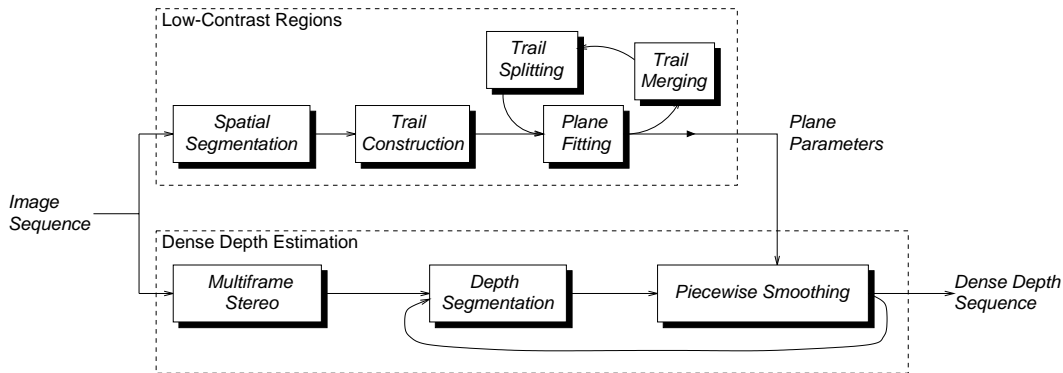 Low-Contrast Regions
Trail
Splitting
Trail
Merging
Spatial
Segmentation
Trail
Construction
Plane
Fitting
Plane
Parameters
Image
Sequence
Dense Depth Estimation
Multiframe
Stereo
Depth
Segmentation
Piecewise Smoothing
Dense Depth
Sequence